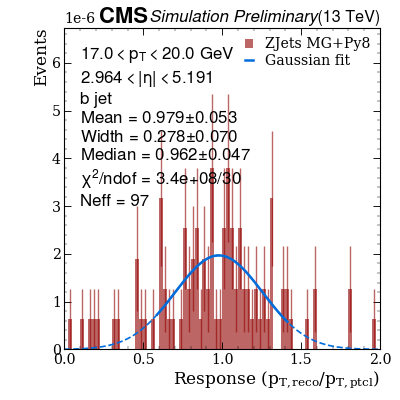 1e-6 CMS Simulation Preliminary (13 TeV)
Events
17.0 < p_T < 20.0 GeV
2.964 < |η| < 5.191
b jet
Mean = 0.979±0.053
Width = 0.278±0.070
Median = 0.962±0.047
χ²/ndof = 3.4e+08/30
Neff = 97
ZJets MG+Py8
Gaussian fit
6
5
4
3
2
1
0
0.0 0.5 1.0 1.5 2.0
Response (p_T,reco/p_T,ptcl)